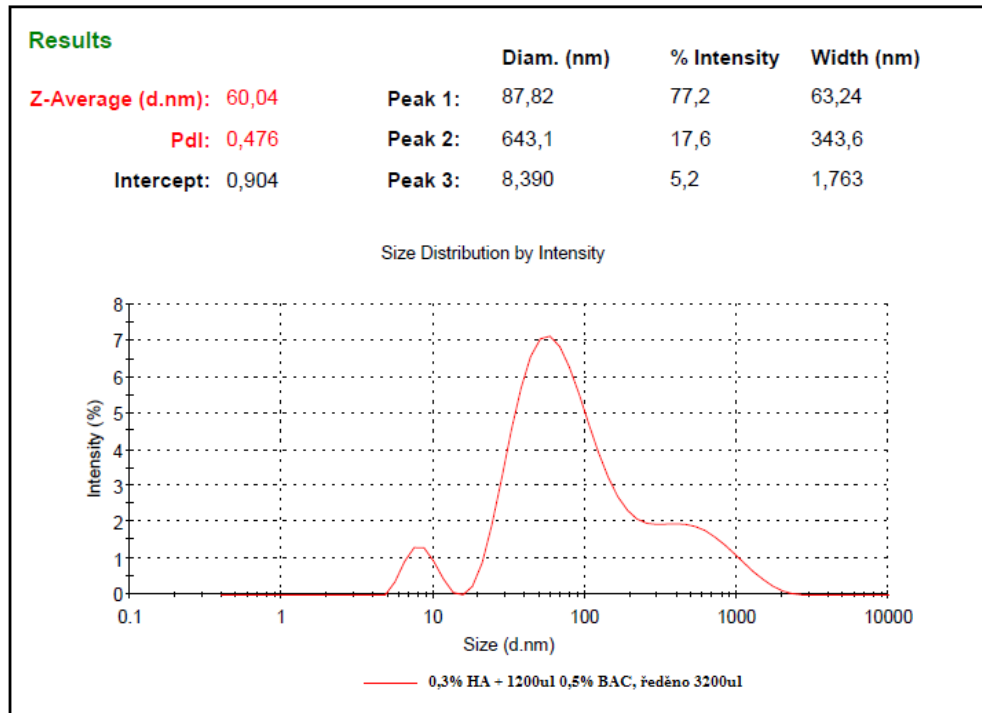 Results
Diam. (nm) % Intensity Width (nm)
Z-Average (d.nm): 60,04 Peak 1: 87,82 77,2 63,24
PdI: 0,476 Peak 2: 643,1 17,6 343,6
Intercept: 0,904 Peak 3: 8,390 5,2 1,763
Size Distribution by Intensity
8
7
6
5
4
3
2
1
0
Intensity (%)
0.1 1 10 100 1000 10000
Size (d.nm)
0,3% HA + 1200ul 0,5% BAC, ředěno 3200ul